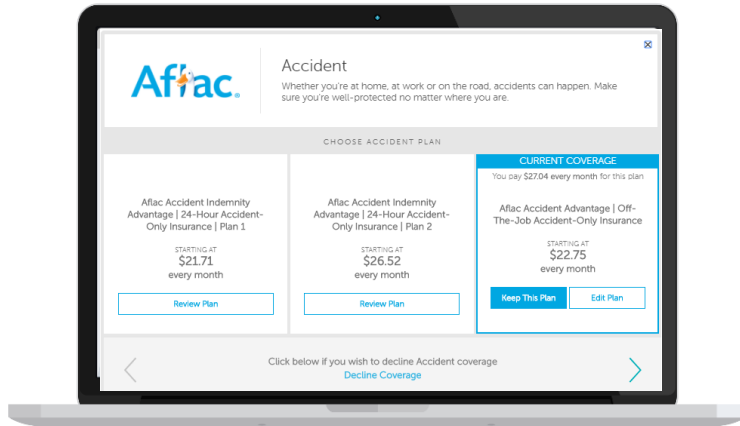 Aflac.
Accident
Whether you're at home, at work or on the road, accidents can happen. Make
sure you're well-protected no matter where you are.
CHOOSE ACCIDENT PLAN
Aflac Accident Indemnity
Advantage | 24-Hour Accident-
Only Insurance | Plan 1
STARTING AT
$21.71
every month
Review Plan
Aflac Accident Indemnity
Advantage | 24-Hour Accident-
Only Insurance | Plan 2
STARTING AT
$26.52
every month
Review Plan
CURRENT COVERAGE
You pay $27.04 every month for this plan
Aflac Accident Advantage | Off-
The-Job Accident-Only Insurance
STARTING AT
$22.75
every month
Keep This Plan
Edit Plan
Click below if you wish to decline Accident coverage
Decline Coverage